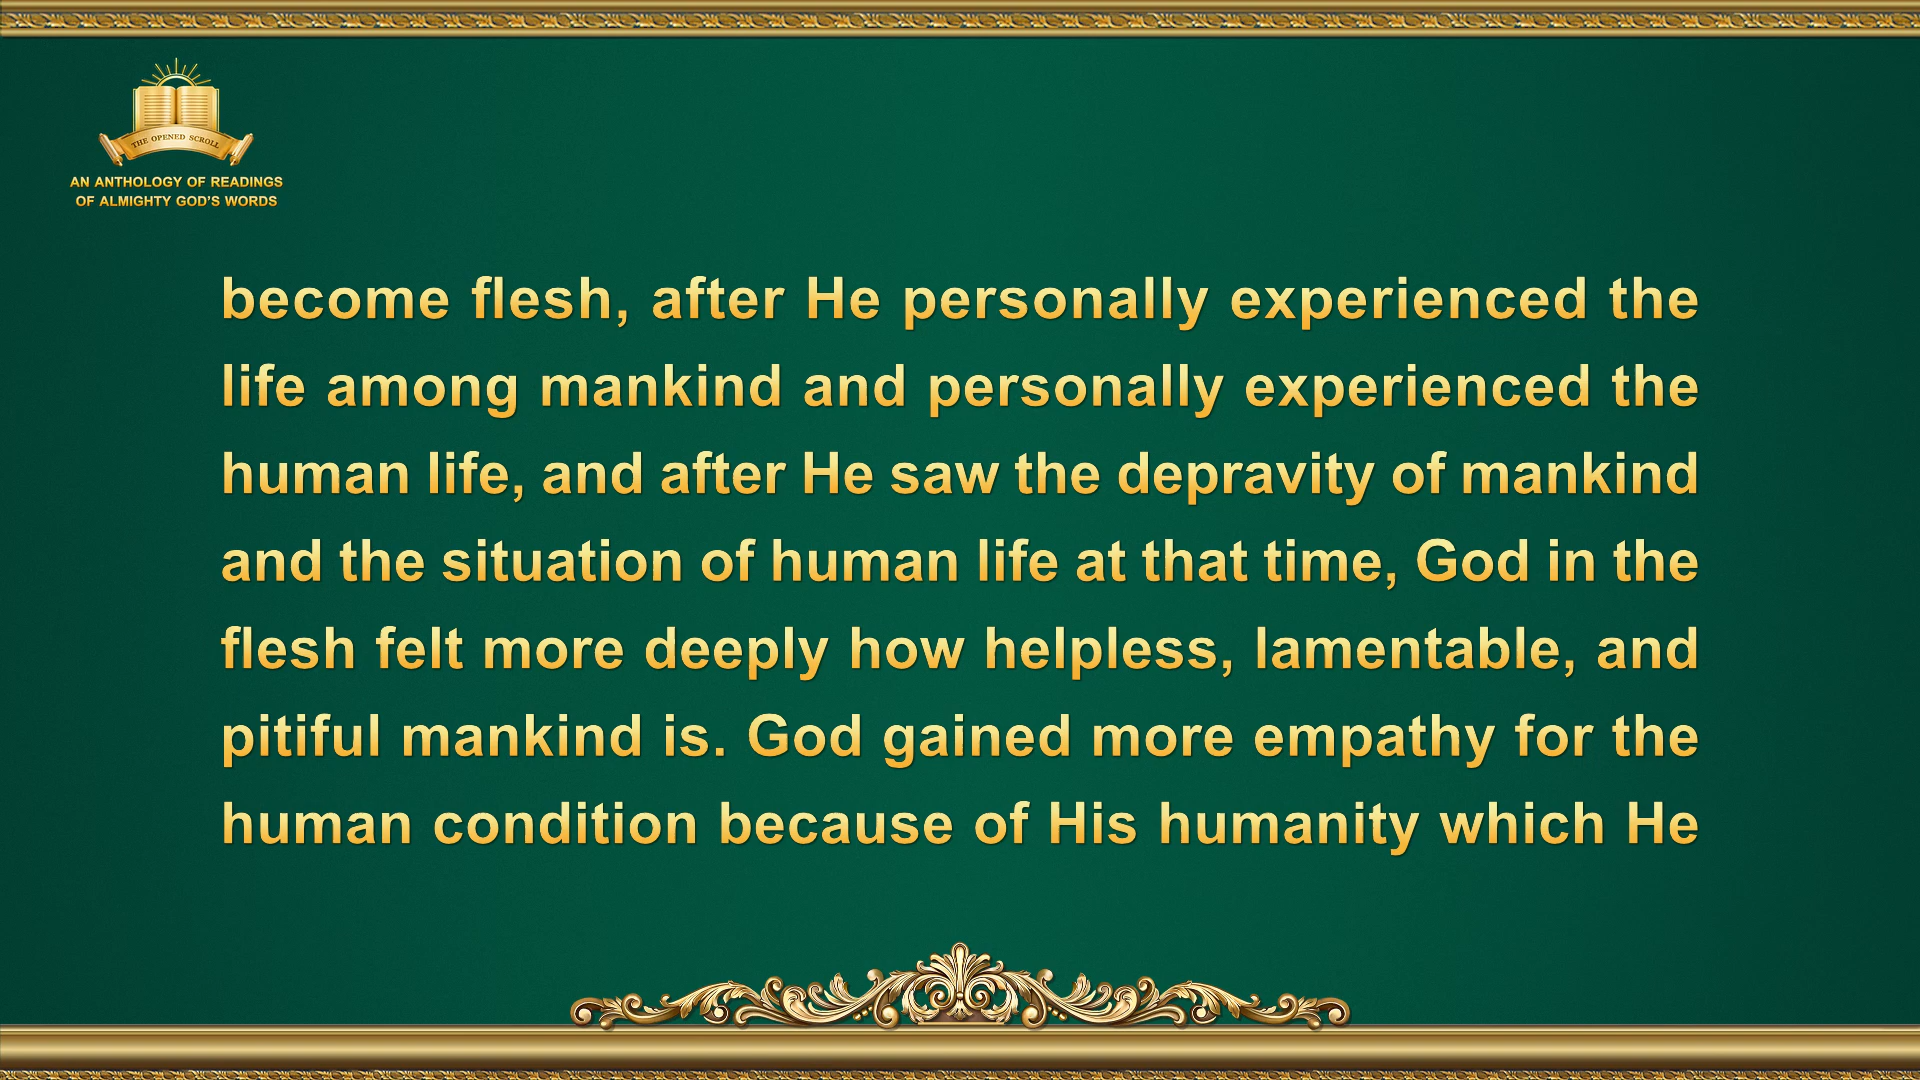 THE OPENED SCROLL
AN ANTHOLOGY OF READINGS
OF ALMIGHTY GOD'S WORDS
become flesh, after He personally experienced the
life among mankind and personally experienced the
human life, and after He saw the depravity of mankind
and the situation of human life at that time, God in the
flesh felt more deeply how helpless, lamentable, and
pitiful mankind is. God gained more empathy for the
human condition because of His humanity which He